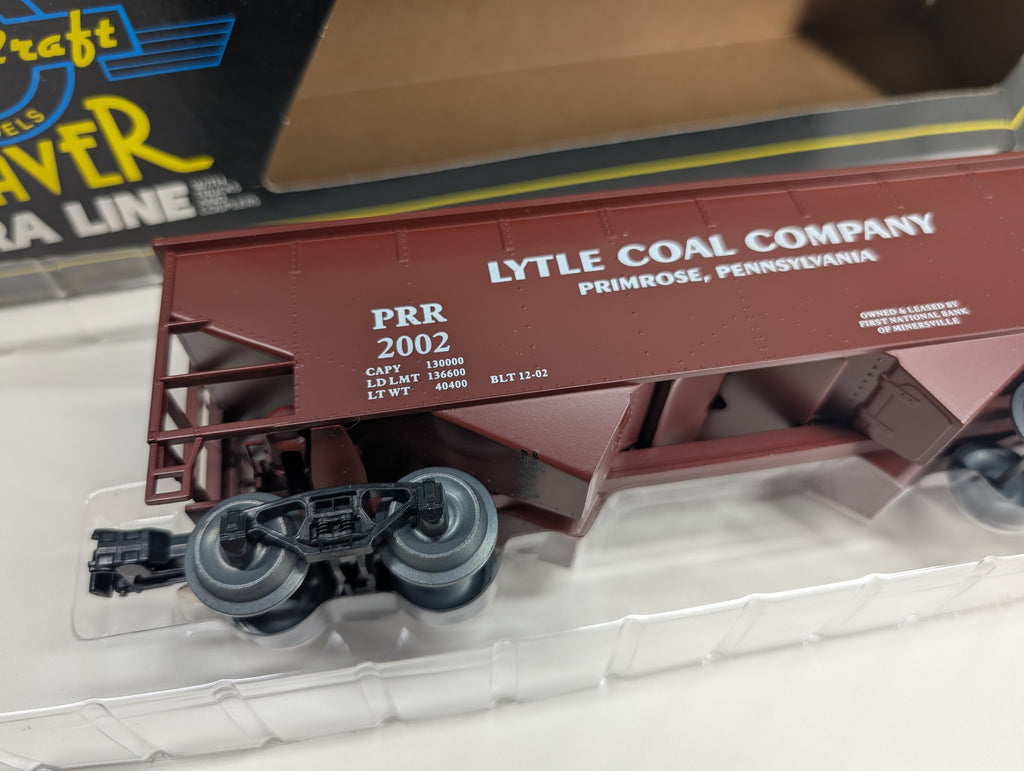 raft
ELS
AVER
RA LINE
LYTLE COAL COMPANY
PRIMROSE, PENNSYLVANIA
PRR
2002
CAPY 130000
LD LMT 136600
LT WT 40400
BLT 12-02
OWNED & LEASED BY
FIRST NATIONAL BANK
OF MINERSVILLE